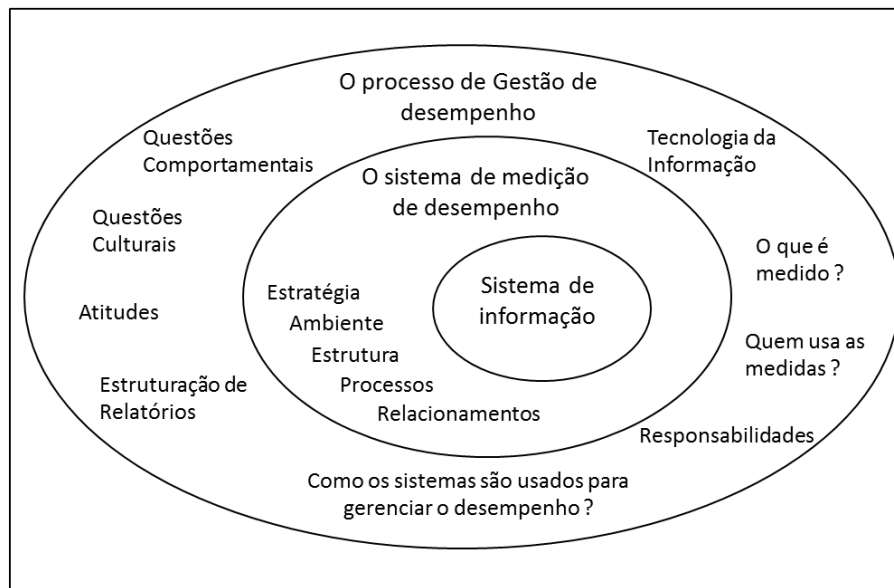 O processo de Gestão de
desempenho
Questões
Comportamentais
Tecnologia da
Informação
O sistema de medição
de desempenho
Questões
Culturais
O que é
medido ?
Sistema de
informação
Estratégia
Ambiente
Estrutura
Processos
Relacionamentos
Atitudes
Quem usa as
medidas ?
Estruturação de
Relatórios
Responsabilidades
Como os sistemas são usados para
gerenciar o desempenho ?